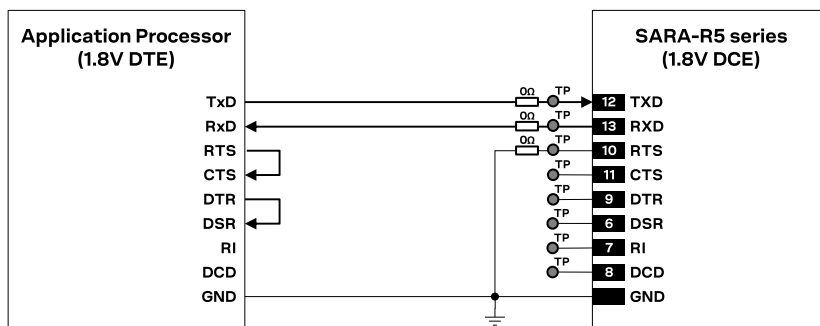 Application Processor
(1.8V DTE)
SARA-R5 series
(1.8V DCE)
TxD 0Ω TP 12 TXD
RxD 0Ω TP 13 RXD
RTS 0Ω TP 10 RTS
CTS TP 11 CTS
DTR TP 9 DTR
DSR TP 6 DSR
RI TP 7 RI
DCD TP 8 DCD
GND GND